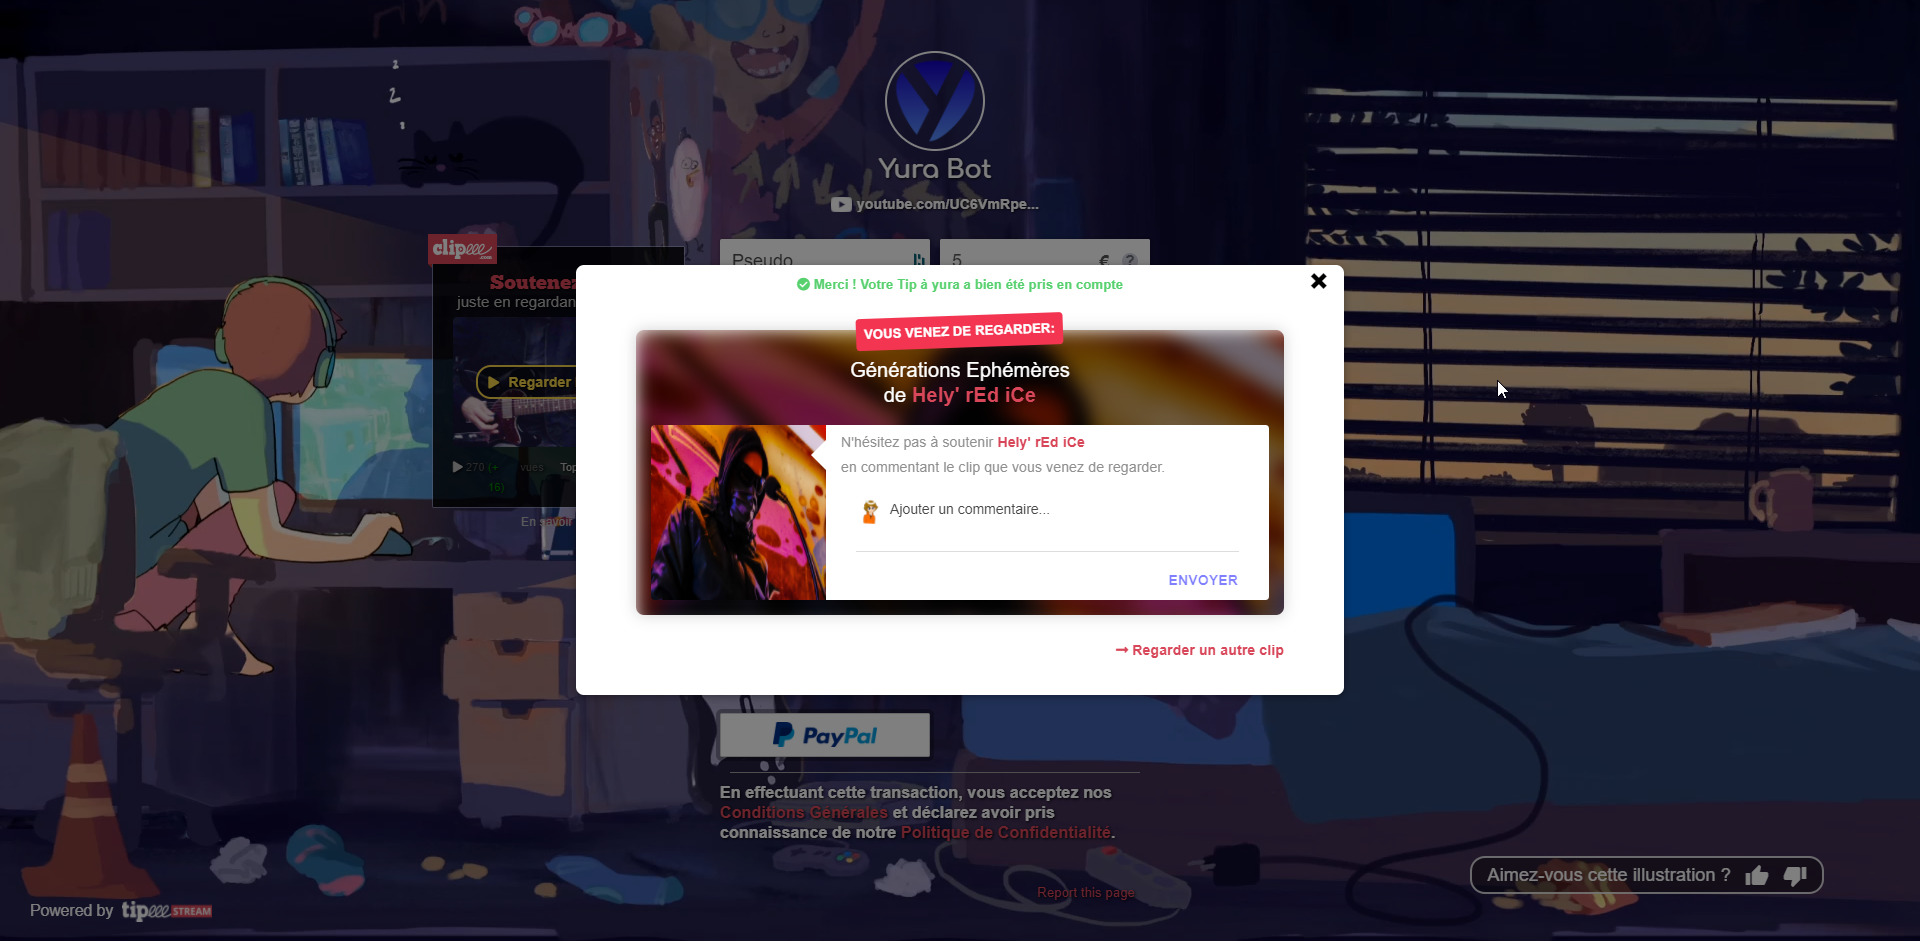 Yura Bot
youtube.com/UC6VmRpe...
clipeee
.com
Soutenez
juste en regardan
Regarder
270 (+
16)
vues
Top
En savoir
Pseudo
5
€
?
Merci ! Votre Tip à yura a bien été pris en compte
VOUS VENEZ DE REGARDER:
Générations Ephémères
de Hely' rEd iCe
N'hésitez pas à soutenir Hely' rEd iCe
en commentant le clip que vous venez de regarder.
Ajouter un commentaire...
ENVOYER
Regarder un autre clip
PayPal
En effectuant cette transaction, vous acceptez nos
Conditions Générales et déclarez avoir pris
connaissance de notre Politique de Confidentialité.
Report this page
Aimez-vous cette illustration ?
Powered by tipeee STREAM